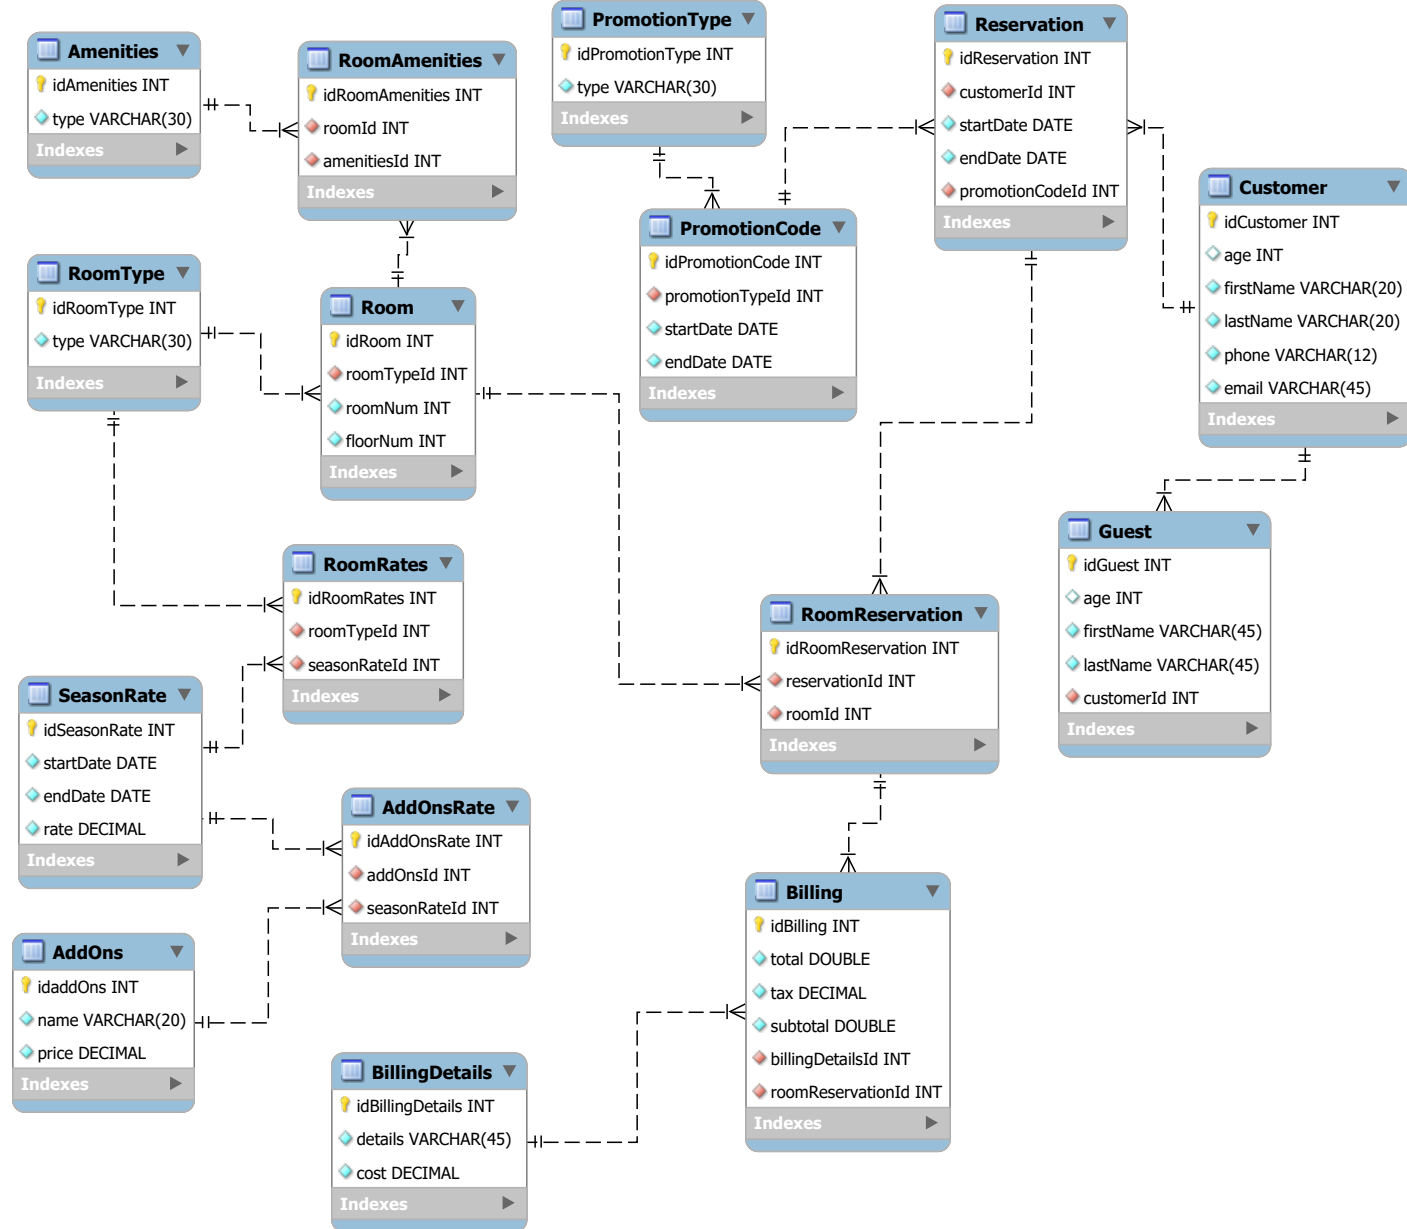 Amenities
idAmenities INT
type VARCHAR(30)
Indexes
RoomAmenities
idRoomAmenities INT
roomId INT
amenitiesId INT
Indexes
PromotionType
idPromotionType INT
type VARCHAR(30)
Indexes
Reservation
idReservation INT
customerId INT
startDate DATE
endDate DATE
promotionCodeId INT
Indexes
Customer
idCustomer INT
age INT
firstName VARCHAR(20)
lastName VARCHAR(20)
phone VARCHAR(12)
email VARCHAR(45)
Indexes
PromotionCode
idPromotionCode INT
promotionTypeId INT
startDate DATE
endDate DATE
Indexes
RoomType
idRoomType INT
type VARCHAR(30)
Indexes
Room
idRoom INT
roomTypeId INT
roomNum INT
floorNum INT
Indexes
Guest
idGuest INT
age INT
firstName VARCHAR(45)
lastName VARCHAR(45)
customerId INT
Indexes
RoomRates
idRoomRates INT
roomTypeId INT
seasonRateId INT
Indexes
RoomReservation
idRoomReservation INT
reservationId INT
roomId INT
Indexes
SeasonRate
idSeasonRate INT
startDate DATE
endDate DATE
rate DECIMAL
Indexes
AddOnsRate
idAddOnsRate INT
addOnsId INT
seasonRateId INT
Indexes
Billing
idBilling INT
total DOUBLE
tax DECIMAL
subtotal DOUBLE
billingDetailsId INT
roomReservationId INT
Indexes
AddOns
idaddOns INT
name VARCHAR(20)
price DECIMAL
Indexes
BillingDetails
idBillingDetails INT
details VARCHAR(45)
cost DECIMAL
Indexes